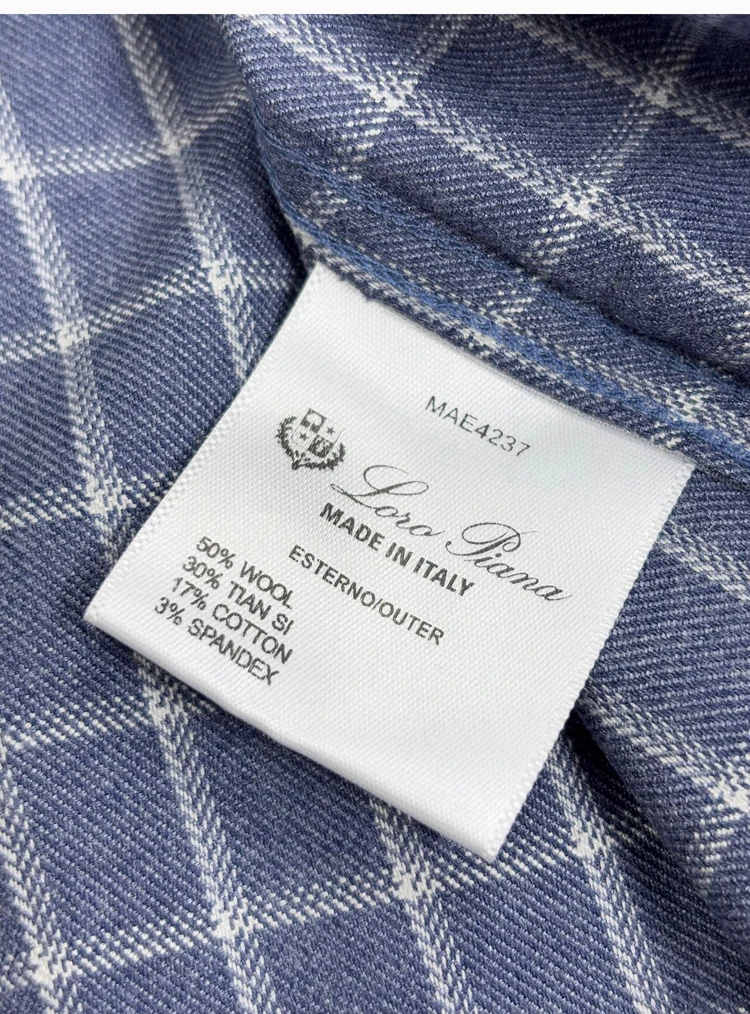 MAE4237
Loro Piana
MADE IN ITALY
ESTERNO/OUTER
50% WOOL
30% TIAN SI
17% COTTON
3% SPANDEX